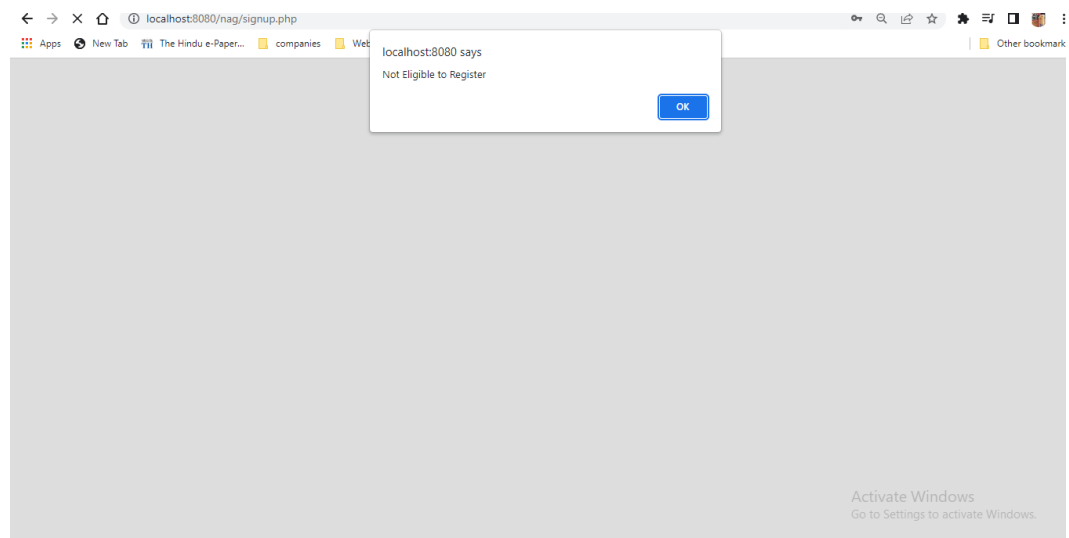 localhost:8080/nag/signup.php
Apps New Tab The Hindu e-Paper... companies Web Other bookmark
localhost:8080 says
Not Eligible to Register
OK
Activate Windows
Go to Settings to activate Windows.